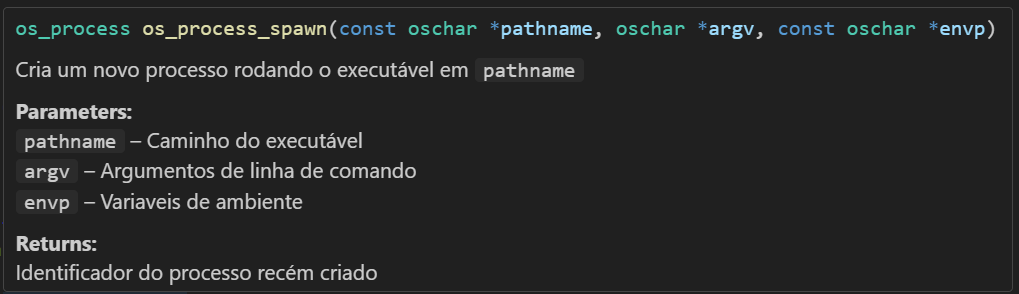 os_process os_process_spawn(const oschar *pathname, oschar *argv, const oschar *envp)
Cria um novo processo rodando o executável em pathname
Parameters:
pathname – Caminho do executável
argv – Argumentos de linha de comando
envp – Variaveis de ambiente
Returns:
Identificador do processo recém criado